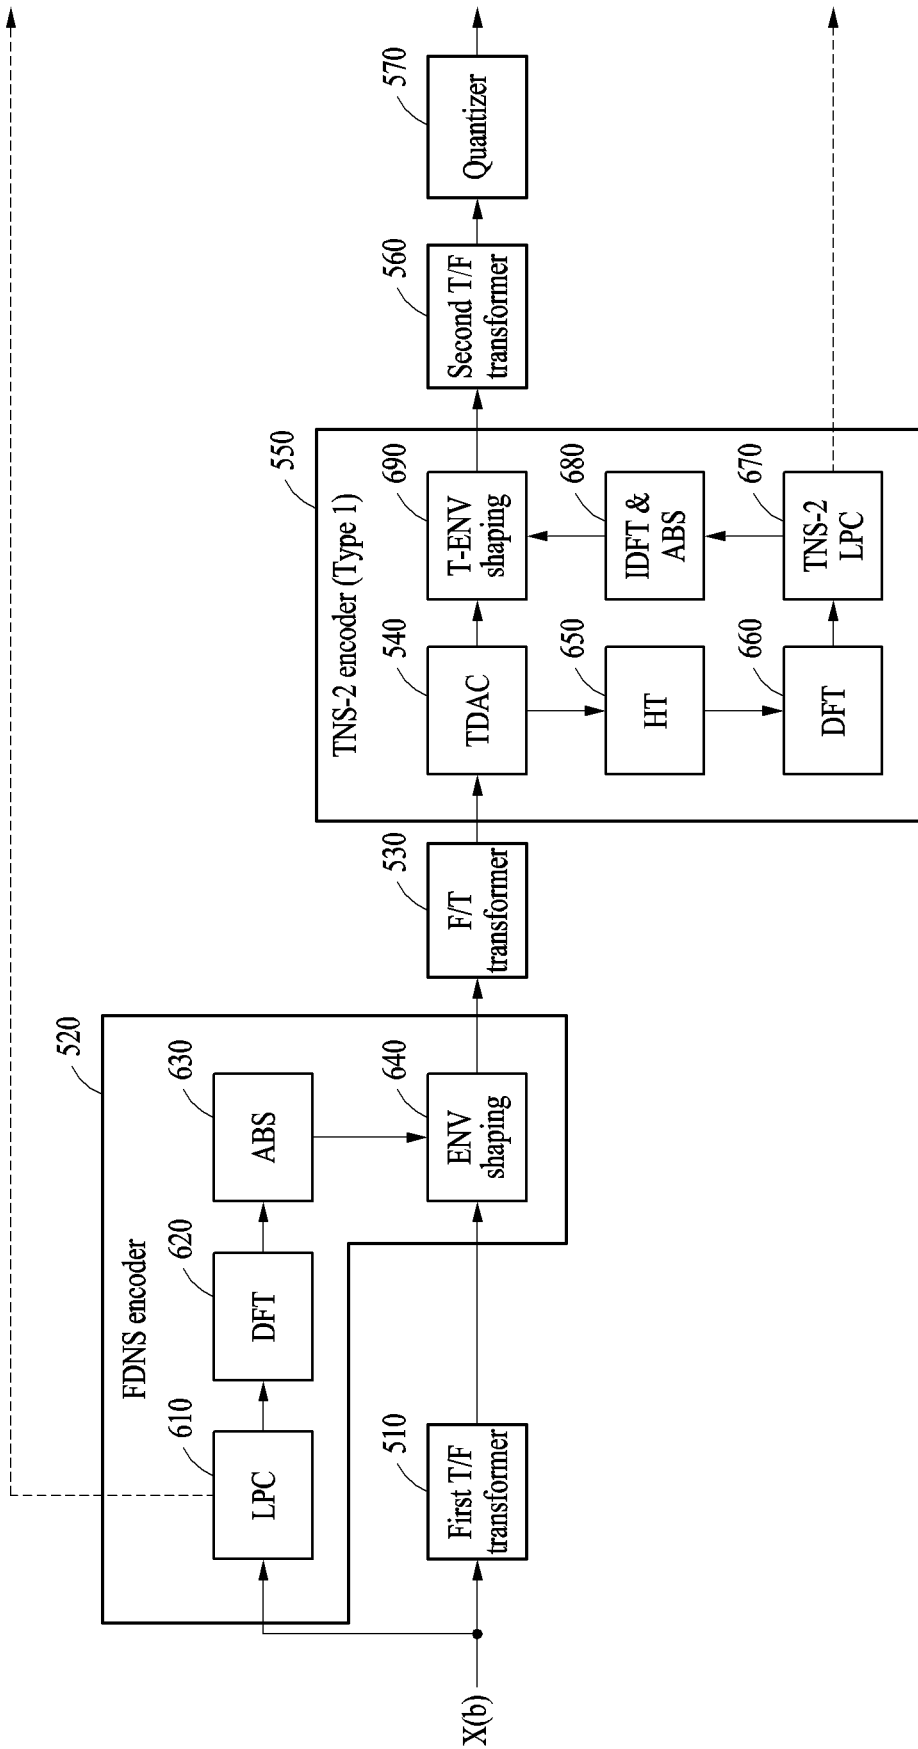 X(b)
FDNS encoder
520
610
LPC
620
DFT
630
ABS
510
First T/F
transformer
640
ENV
shaping
530
F/T
transformer
TNS-2 encoder (Type 1)
550
540
TDAC
690
T-ENV
shaping
650
HT
680
IDFT &
ABS
660
DFT
670
TNS-2
LPC
560
Second T/F
transformer
570
Quantizer